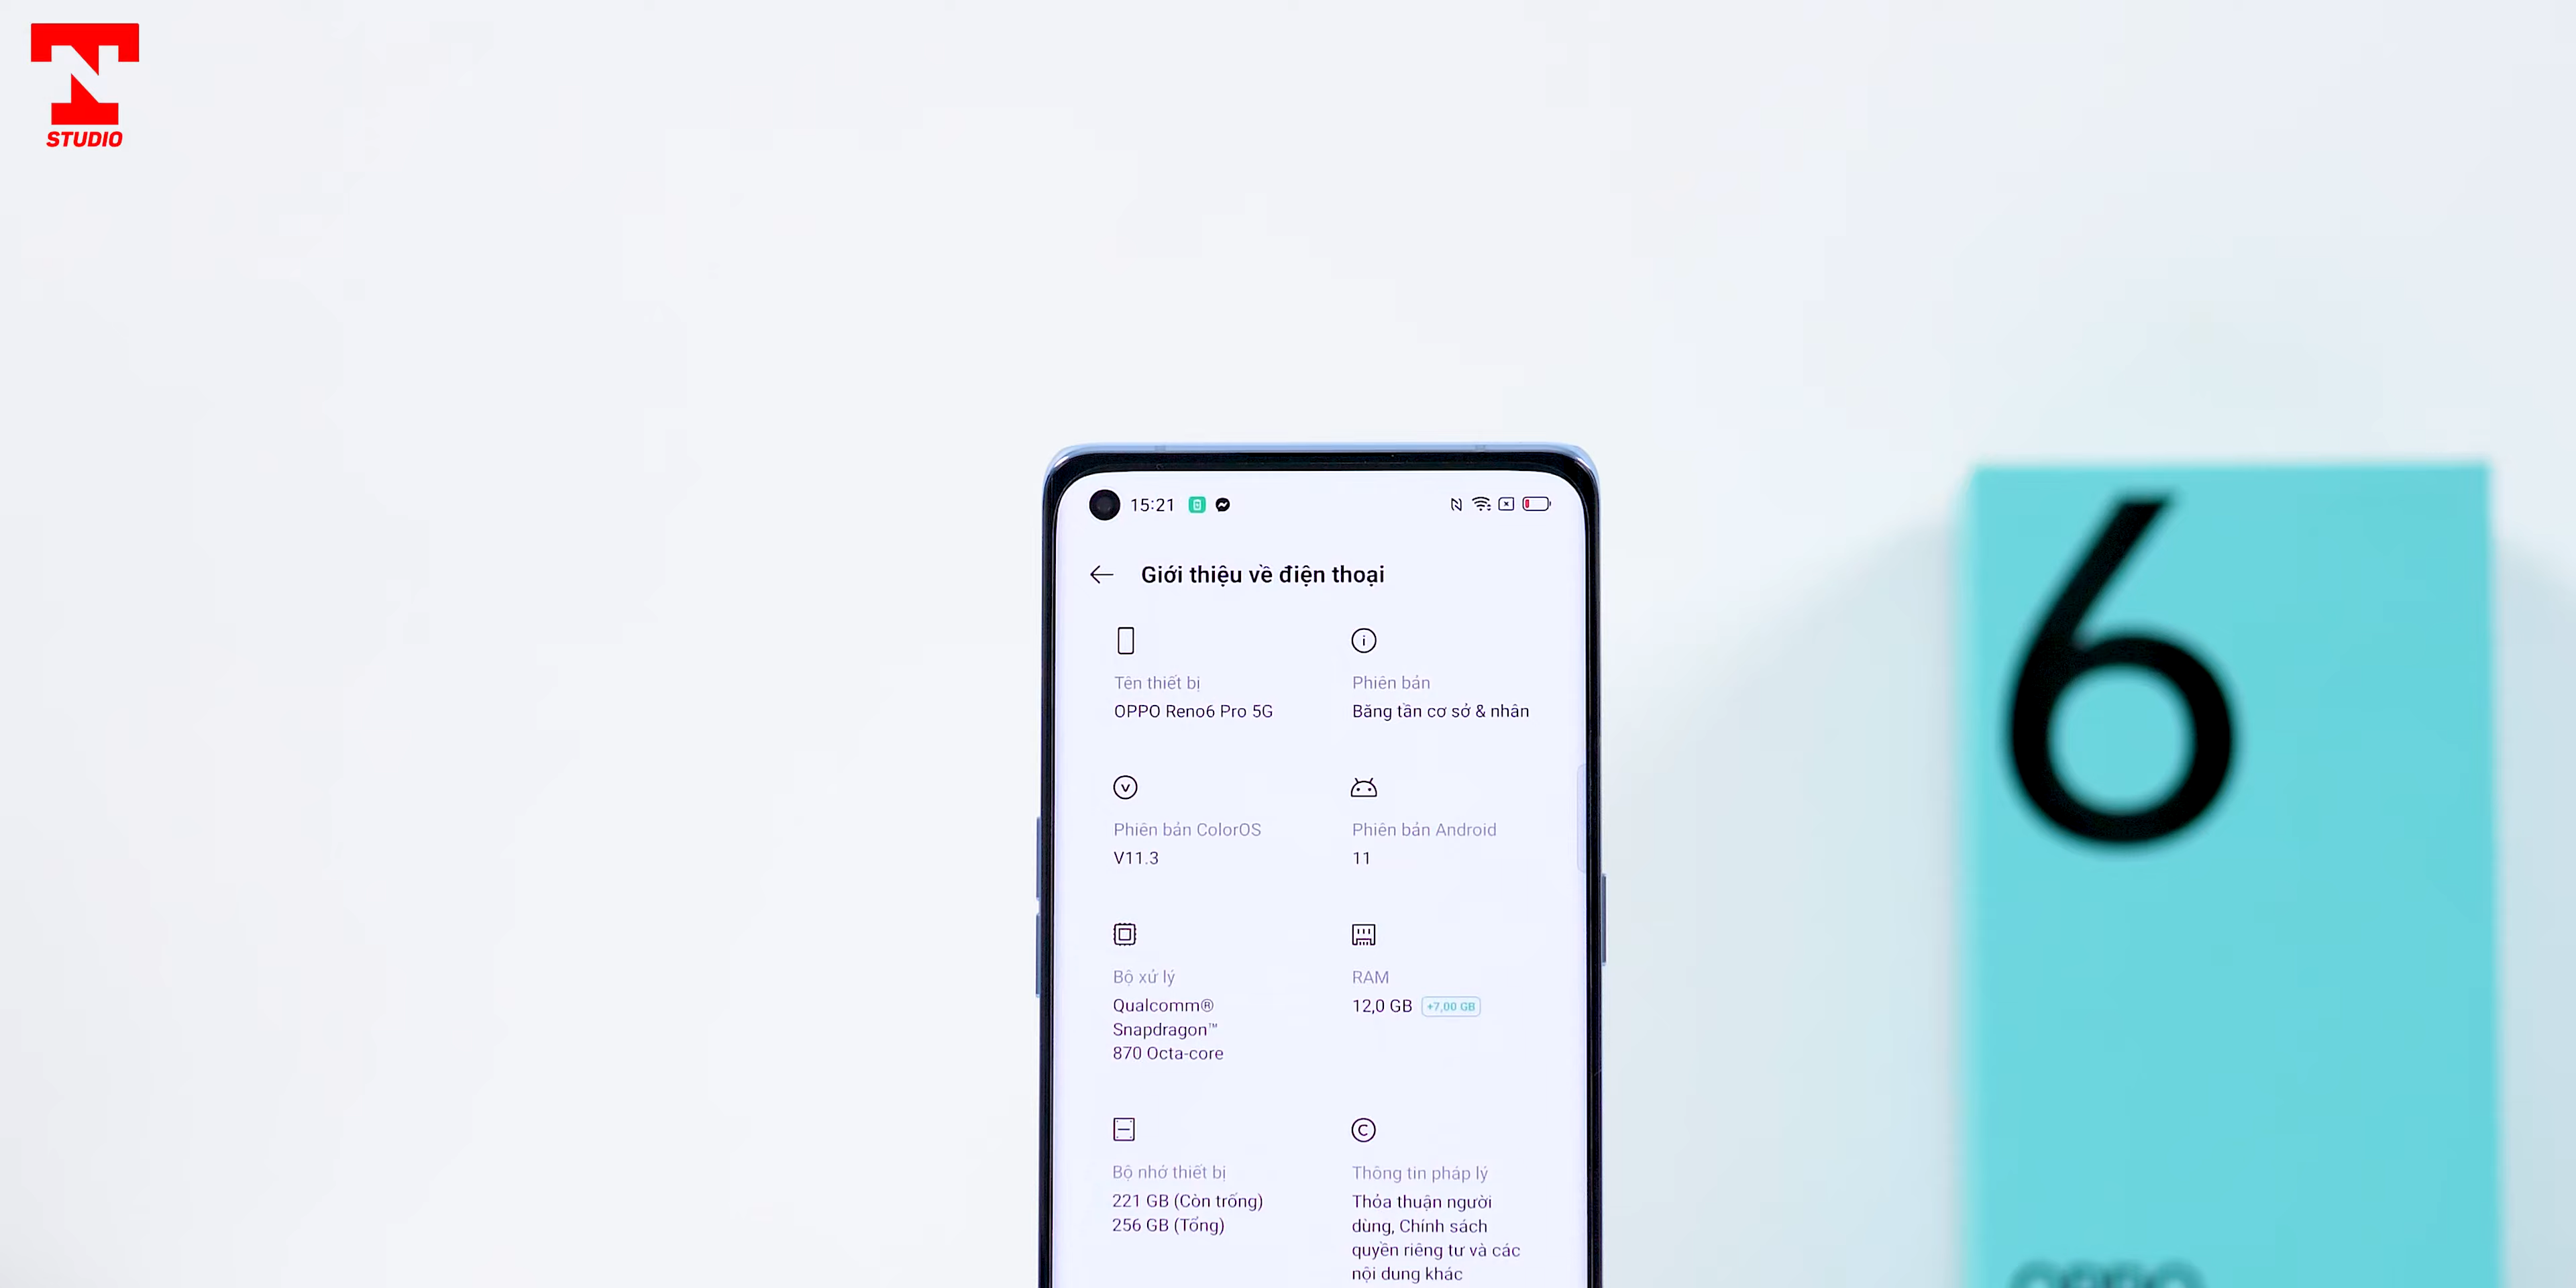 TN
STUDIO
15:21
Giới thiệu về điện thoại
Tên thiết bị
OPPO Reno6 Pro 5G
Phiên bản
Băng tần cơ sở & nhân
Phiên bản ColorOS
V11.3
Phiên bản Android
11
Bộ xử lý
Qualcomm®
Snapdragon™
870 Octa-core
RAM
12,0 GB +7,00 GB
Bộ nhớ thiết bị
221 GB (Còn trống)
256 GB (Tổng)
Thông tin pháp lý
Thỏa thuận người
dùng, Chính sách
quyền riêng tư và các
nội dung khác
6
OPPO